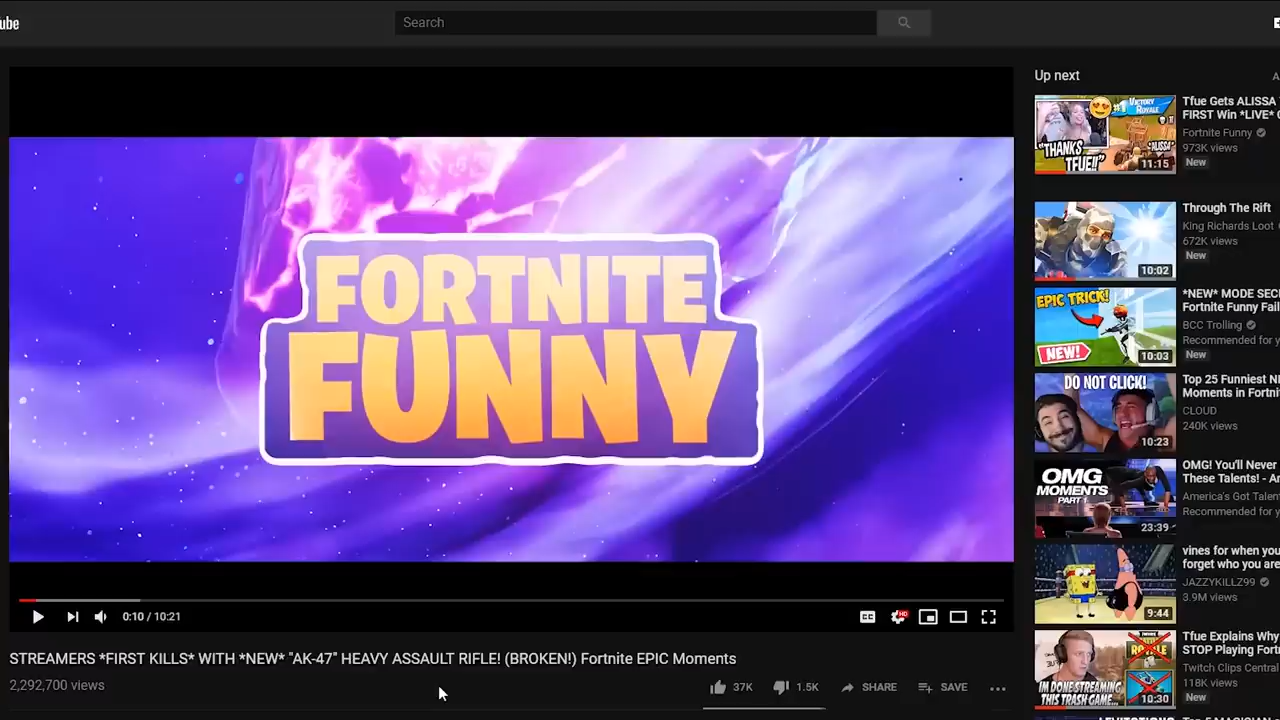 ube
Search
FORTNITE
FUNNY
0:10 / 10:21
CC
HD
STREAMERS *FIRST KILLS* WITH *NEW* "AK-47" HEAVY ASSAULT RIFLE! (BROKEN!) Fortnite EPIC Moments
2,292,700 views
37K
1.5K
SHARE
SAVE
Up next
A
#1 VICTORY ROYALE
"THANKS
TFUE!!"
ALISSA
11:15
Tfue Gets ALISSA
FIRST Win *LIVE*
Fortnite Funny
973K views
New
10:02
Through The Rift
King Richards Loot
672K views
New
EPIC TRICK!
NEW!
10:03
*NEW* MODE SEC
Fortnite Funny Fail
BCC Trolling
Recommended for y
New
DO NOT CLICK!
10:23
Top 25 Funniest N
Moments in Fortni
CLOUD
240K views
OMG
MOMENTS
PART 1
23:39
OMG! You'll Never
These Talents! - A
America's Got Talen
Recommended for y
9:44
vines for when you
forget who you are
JAZZYKILLZ99
3.9M views
ROYALE
I'M DONE STREAMING
THIS TRASH GAME...
10:30
Tfue Explains Why
STOP Playing Fort
Twitch Clips Central
118K views
New